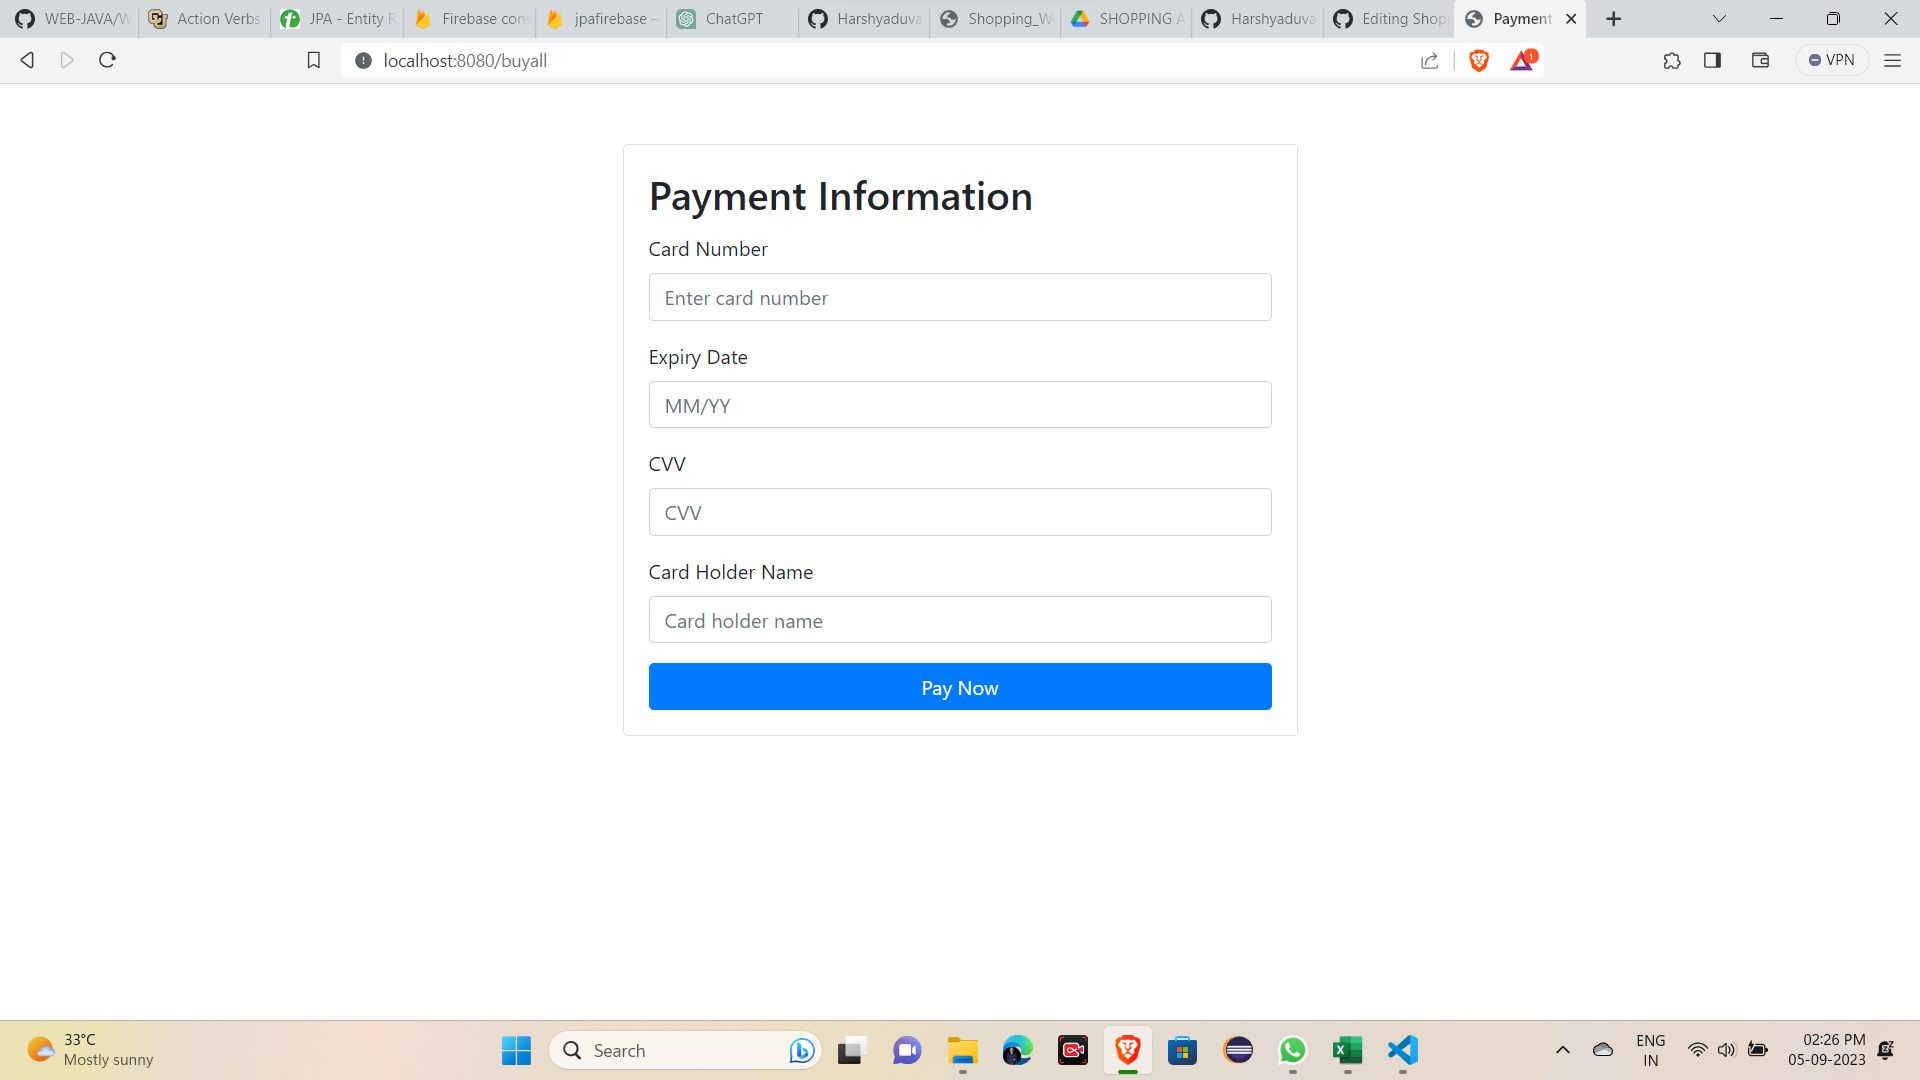 WEB-JAVA/W
Action Verbs
JPA - Entity R
Firebase cons
jpafirebase –
ChatGPT
Harshyaduva
Shopping_We
SHOPPING A
Harshyaduva
Editing Shop
Payment
localhost:8080/buyall
1
VPN
Payment Information
Card Number
Enter card number
Expiry Date
MM/YY
CVV
CVV
Card Holder Name
Card holder name
Pay Now
33°C
Mostly sunny
Search
ENG
IN
02:26 PM
05-09-2023